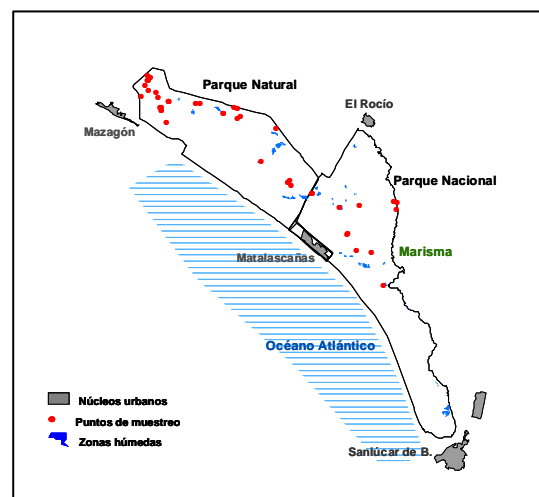 Parque Natural
El Rocío
Mazagón
Parque Nacional
Marisma
Matalascañas
Océano Atlántico
Núcleos urbanos
Puntos de muestreo
Zonas húmedas
Sanlúcar de B.